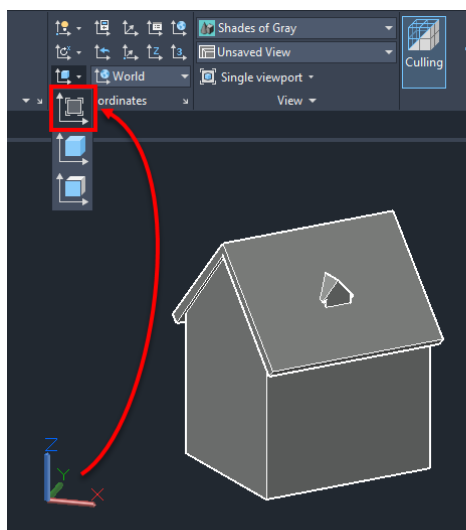 Shades of Gray
Unsaved View
Culling
World
Single viewport
ordinates
View
Z
Y
X